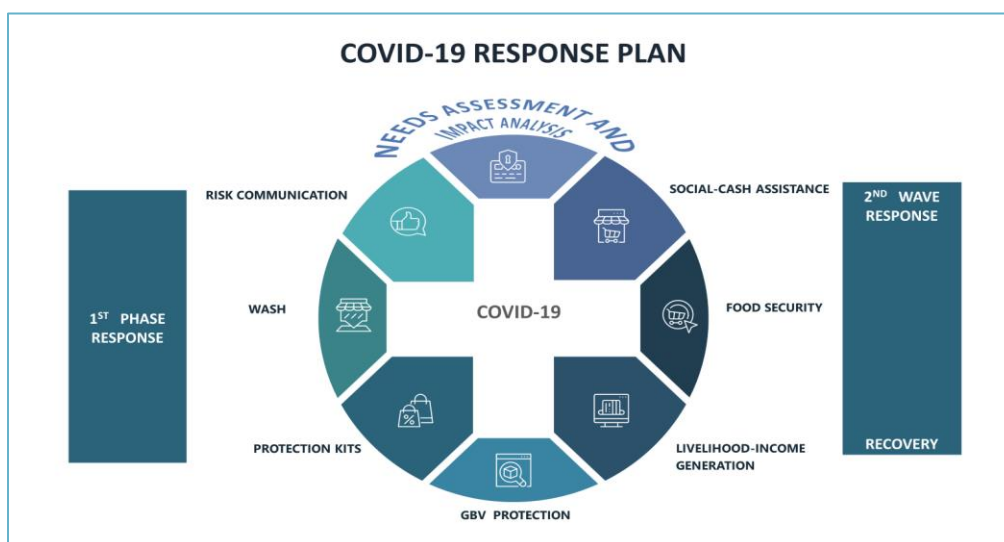 COVID-19 RESPONSE PLAN
NEEDS ASSESSMENT AND
IMPACT ANALYSIS
RISK COMMUNICATION
SOCIAL-CASH ASSISTANCE
2ND WAVE
RESPONSE
WASH
COVID-19
FOOD SECURITY
1ST PHASE
RESPONSE
PROTECTION KITS
LIVELIHOOD-INCOME
GENERATION
RECOVERY
GBV PROTECTION
%